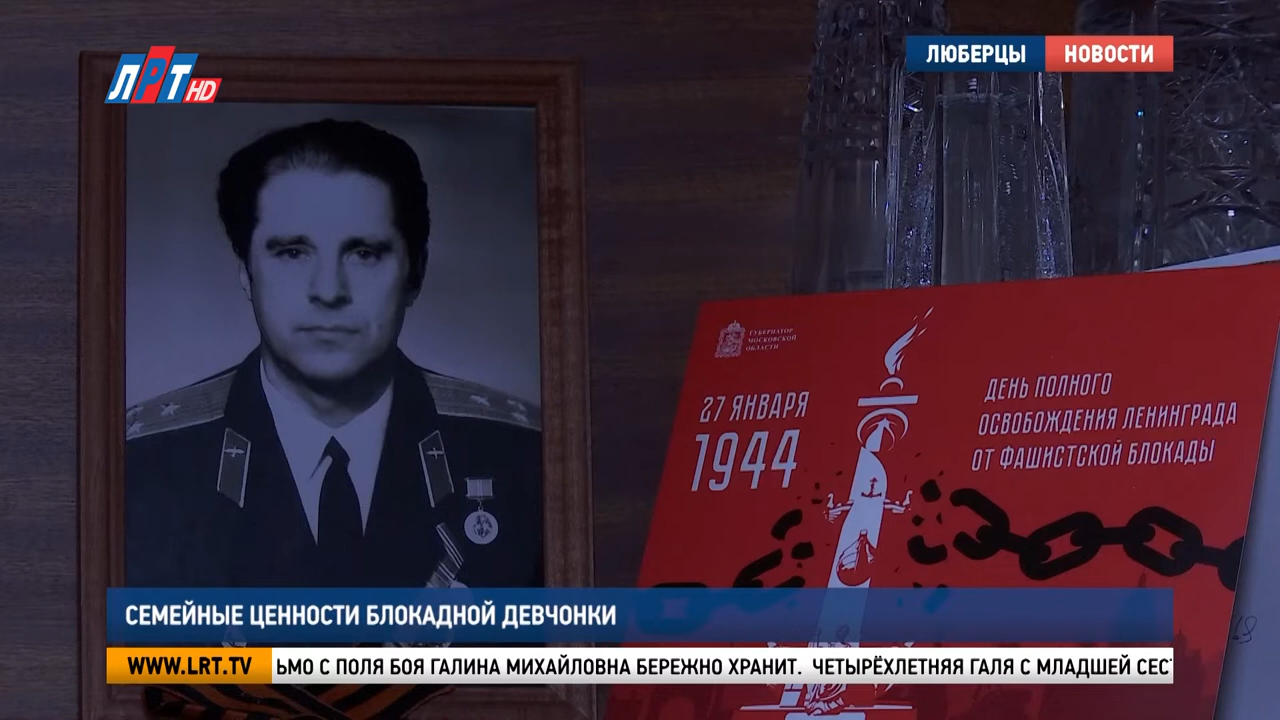 ЛРТ HD
ЛЮБЕРЦЫ НОВОСТИ
ГУБЕРНАТОР
МОСКОВСКОЙ
ОБЛАСТИ
27 ЯНВАРЯ
1944
ДЕНЬ ПОЛНОГО
ОСВОБОЖДЕНИЯ ЛЕНИНГРАДА
ОТ ФАШИСТСКОЙ БЛОКАДЫ
СЕМЕЙНЫЕ ЦЕННОСТИ БЛОКАДНОЙ ДЕВЧОНКИ
WWW.LRT.TV ЬМО С ПОЛЯ БОЯ ГАЛИНА МИХАЙЛОВНА БЕРЕЖНО ХРАНИТ. ЧЕТЫРЁХЛЕТНЯЯ ГАЛЯ С МЛАДШЕЙ СЕСТ